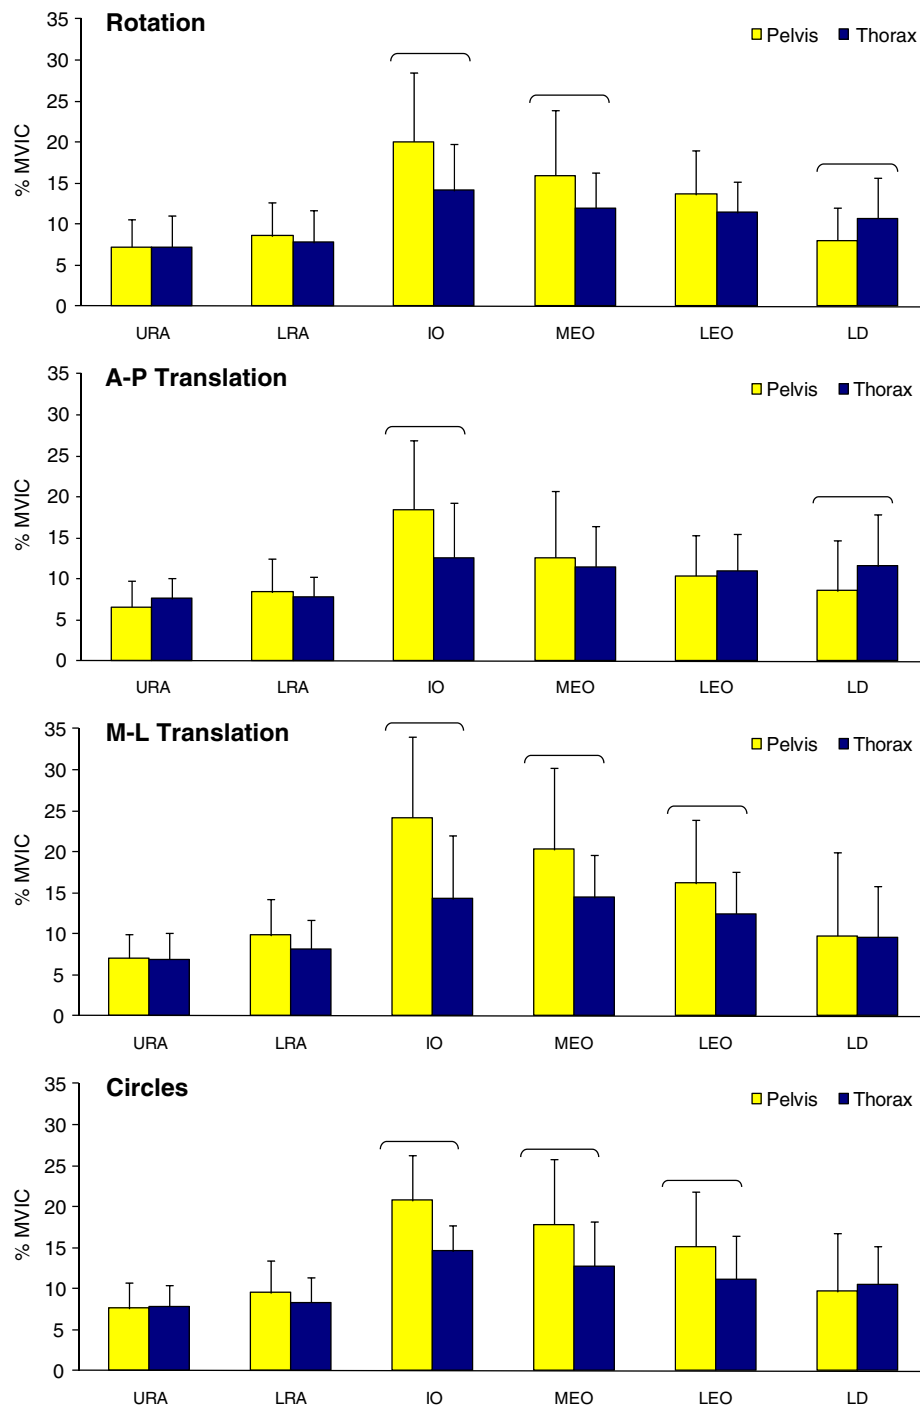 Rotation
Pelvis Thorax
% MVIC
35
30
25
20
15
10
5
0
URA LRA IO MEO LEO LD
A-P Translation
Pelvis Thorax
% MVIC
35
30
25
20
15
10
5
0
URA LRA IO MEO LEO LD
M-L Translation
Pelvis Thorax
% MVIC
35
30
25
20
15
10
5
0
URA LRA IO MEO LEO LD
Circles
Pelvis Thorax
% MVIC
35
30
25
20
15
10
5
0
URA LRA IO MEO LEO LD